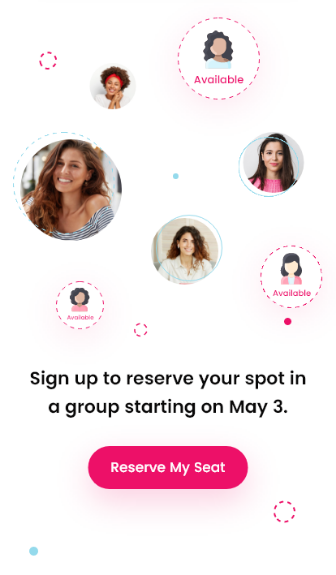 Available
Available
Available
Sign up to reserve your spot in
a group starting on May 3.
Reserve My Seat